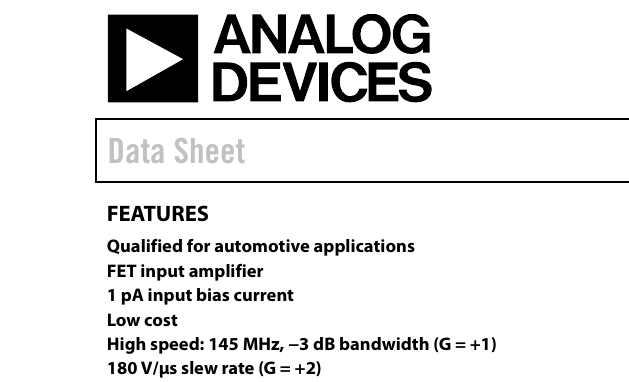 ANALOG
DEVICES
Data Sheet
FEATURES
Qualified for automotive applications
FET input amplifier
1 pA input bias current
Low cost
High speed: 145 MHz, −3 dB bandwidth (G = +1)
180 V/μs slew rate (G = +2)